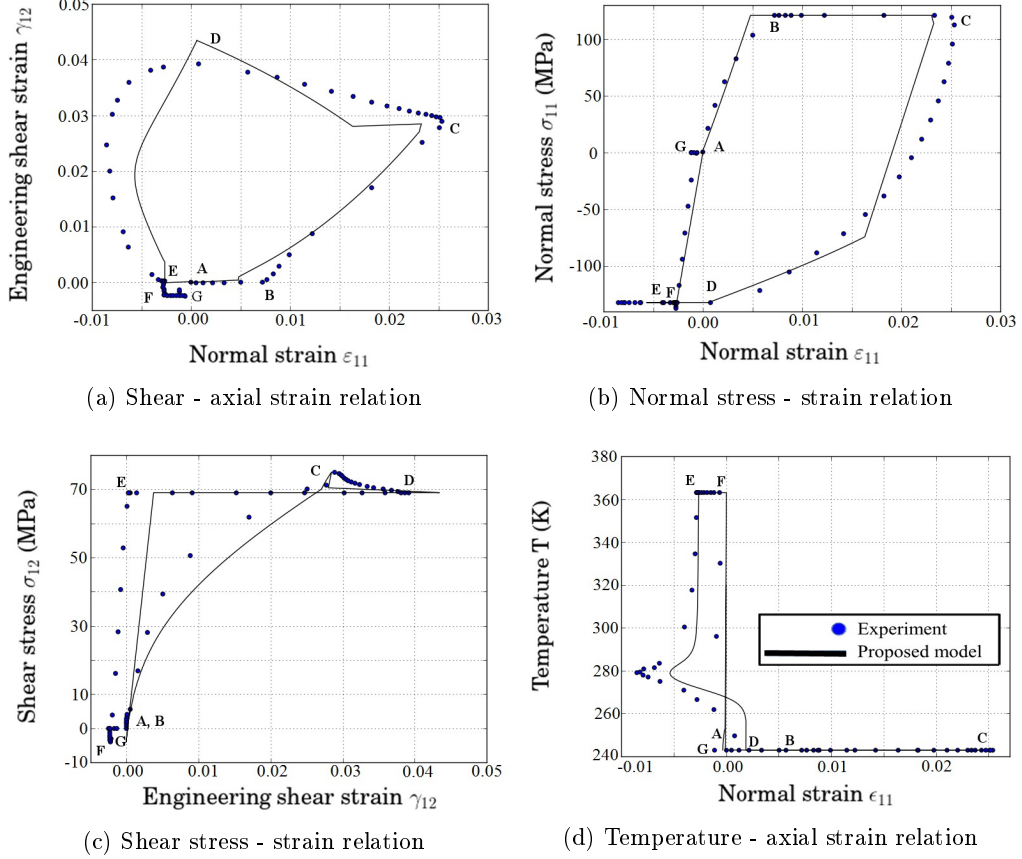 0.05
0.04
0.03
0.02
0.01
0.00
-0.01
0.00
0.01
0.02
0.03
Engineering shear strain γ12
D
C
E
A
F
G
B
Normal strain ε11
(a) Shear - axial strain relation
100
50
0
-50
-100
-0.01
0.00
0.01
0.02
0.03
Normal stress σ11 (MPa)
B
C
G
A
E
F
D
Normal strain ε11
(b) Normal stress - strain relation
70
50
30
10
0
-10
0.00
0.01
0.02
0.03
0.04
0.05
Shear stress σ12 (MPa)
E
C
D
A, B
G
F
Engineering shear strain γ12
(c) Shear stress - strain relation
380
360
340
320
300
280
260
240
-0.01
0.00
0.01
0.02
Temperature T (K)
E
F
Experiment
Proposed model
A
D
B
C
G
Normal strain ϵ11
(d) Temperature - axial strain relation